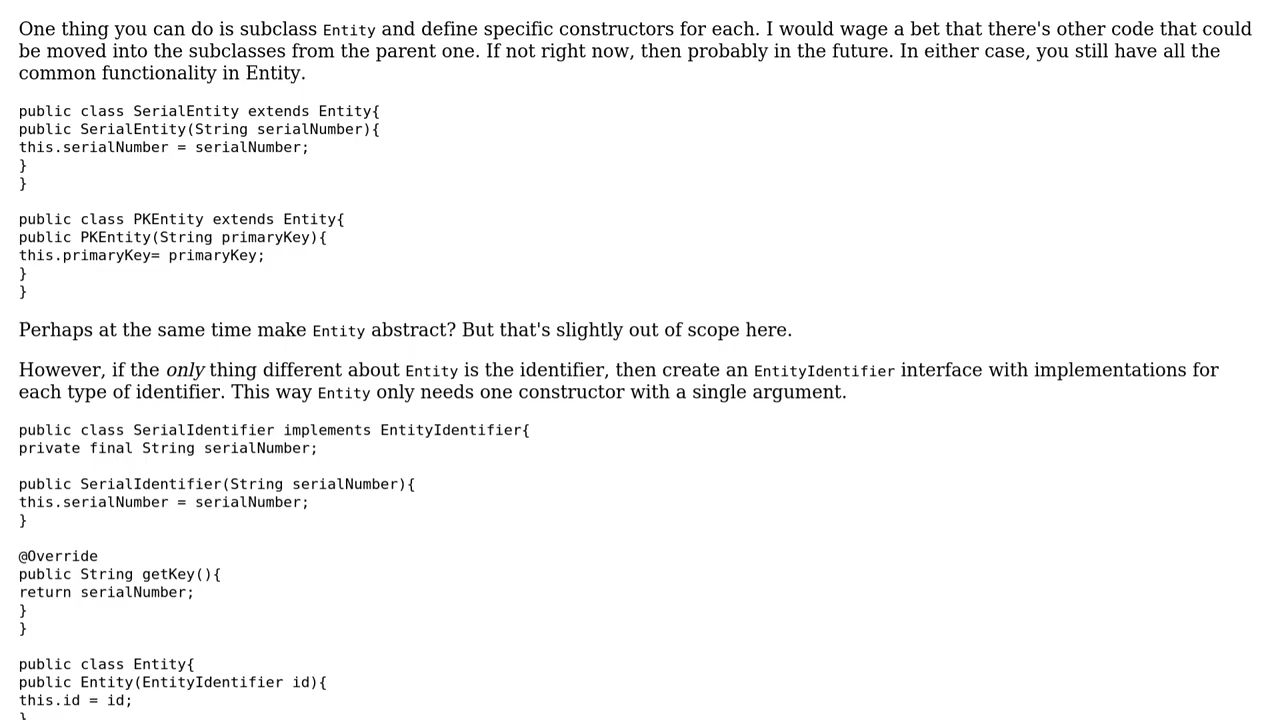 One thing you can do is subclass Entity and define specific constructors for each. I would wage a bet that there's other code that could
be moved into the subclasses from the parent one. If not right now, then probably in the future. In either case, you still have all the
common functionality in Entity.
public class SerialEntity extends Entity{
public SerialEntity(String serialNumber){
this.serialNumber = serialNumber;
}
}
public class PKEntity extends Entity{
public PKEntity(String primaryKey){
this.primaryKey= primaryKey;
}
}
Perhaps at the same time make Entity abstract? But that's slightly out of scope here.
However, if the only thing different about Entity is the identifier, then create an EntityIdentifier interface with implementations for
each type of identifier. This way Entity only needs one constructor with a single argument.
public class SerialIdentifier implements EntityIdentifier{
private final String serialNumber;
public SerialIdentifier(String serialNumber){
this.serialNumber = serialNumber;
}
@Override
public String getKey(){
return serialNumber;
}
}
public class Entity{
public Entity(EntityIdentifier id){
this.id = id;
}